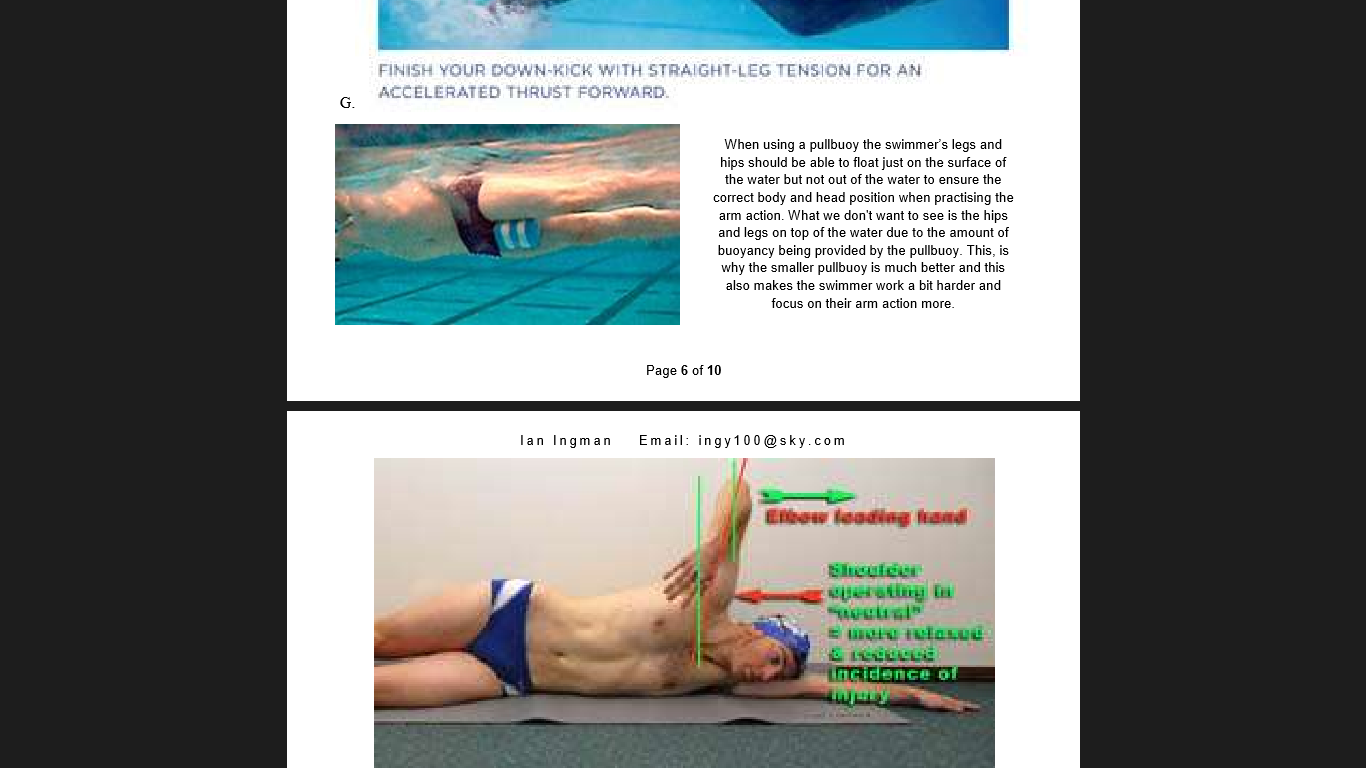 FINISH YOUR DOWN-KICK WITH STRAIGHT-LEG TENSION FOR AN
ACCELERATED THRUST FORWARD.
G.
When using a pullbuoy the swimmer's legs and
hips should be able to float just on the surface of
the water but not out of the water to ensure the
correct body and head position when practising the
arm action. What we don't want to see is the hips
and legs on top of the water due to the amount of
buoyancy being provided by the pullbuoy. This, is
why the smaller pullbuoy is much better and this
also makes the swimmer work a bit harder and
focus on their arm action more.
Page 6 of 10
Ian Ingman Email: ingy100@sky.com
Elbow leading hand
Shoulder
operating in
"neutral"
= more relaxed
& reduced
incidence of
injury